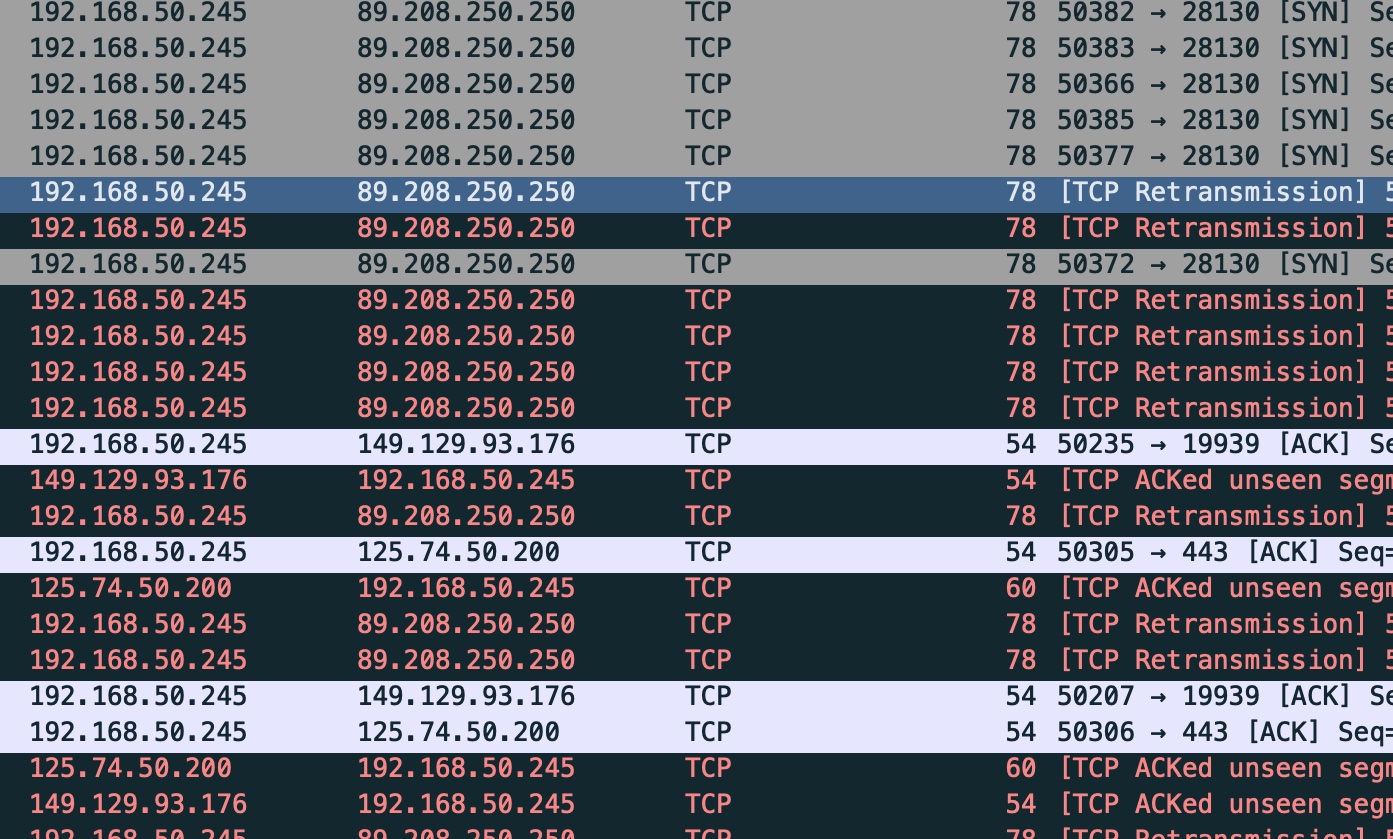 192.168.50.245 89.208.250.250 TCP 78 50382 → 28130 [SYN] Se
192.168.50.245 89.208.250.250 TCP 78 50383 → 28130 [SYN] Se
192.168.50.245 89.208.250.250 TCP 78 50366 → 28130 [SYN] Se
192.168.50.245 89.208.250.250 TCP 78 50385 → 28130 [SYN] Se
192.168.50.245 89.208.250.250 TCP 78 50377 → 28130 [SYN] Se
192.168.50.245 89.208.250.250 TCP 78 [TCP Retransmission] 5
192.168.50.245 89.208.250.250 TCP 78 [TCP Retransmission] 5
192.168.50.245 89.208.250.250 TCP 78 50372 → 28130 [SYN] Se
192.168.50.245 89.208.250.250 TCP 78 [TCP Retransmission] 5
192.168.50.245 89.208.250.250 TCP 78 [TCP Retransmission] 5
192.168.50.245 89.208.250.250 TCP 78 [TCP Retransmission] 5
192.168.50.245 89.208.250.250 TCP 78 [TCP Retransmission] 5
192.168.50.245 149.129.93.176 TCP 54 50235 → 19939 [ACK] Se
149.129.93.176 192.168.50.245 TCP 54 [TCP ACKed unseen segm
192.168.50.245 89.208.250.250 TCP 78 [TCP Retransmission] 5
192.168.50.245 125.74.50.200 TCP 54 50305 → 443 [ACK] Seq=
125.74.50.200 192.168.50.245 TCP 60 [TCP ACKed unseen segm
192.168.50.245 89.208.250.250 TCP 78 [TCP Retransmission] 5
192.168.50.245 89.208.250.250 TCP 78 [TCP Retransmission] 5
192.168.50.245 149.129.93.176 TCP 54 50207 → 19939 [ACK] Se
192.168.50.245 125.74.50.200 TCP 54 50306 → 443 [ACK] Seq=
125.74.50.200 192.168.50.245 TCP 60 [TCP ACKed unseen segm
149.129.93.176 192.168.50.245 TCP 54 [TCP ACKed unseen segm
192.168.50.245 89.208.250.250 TCP 78 [TCP Retransmission] 5